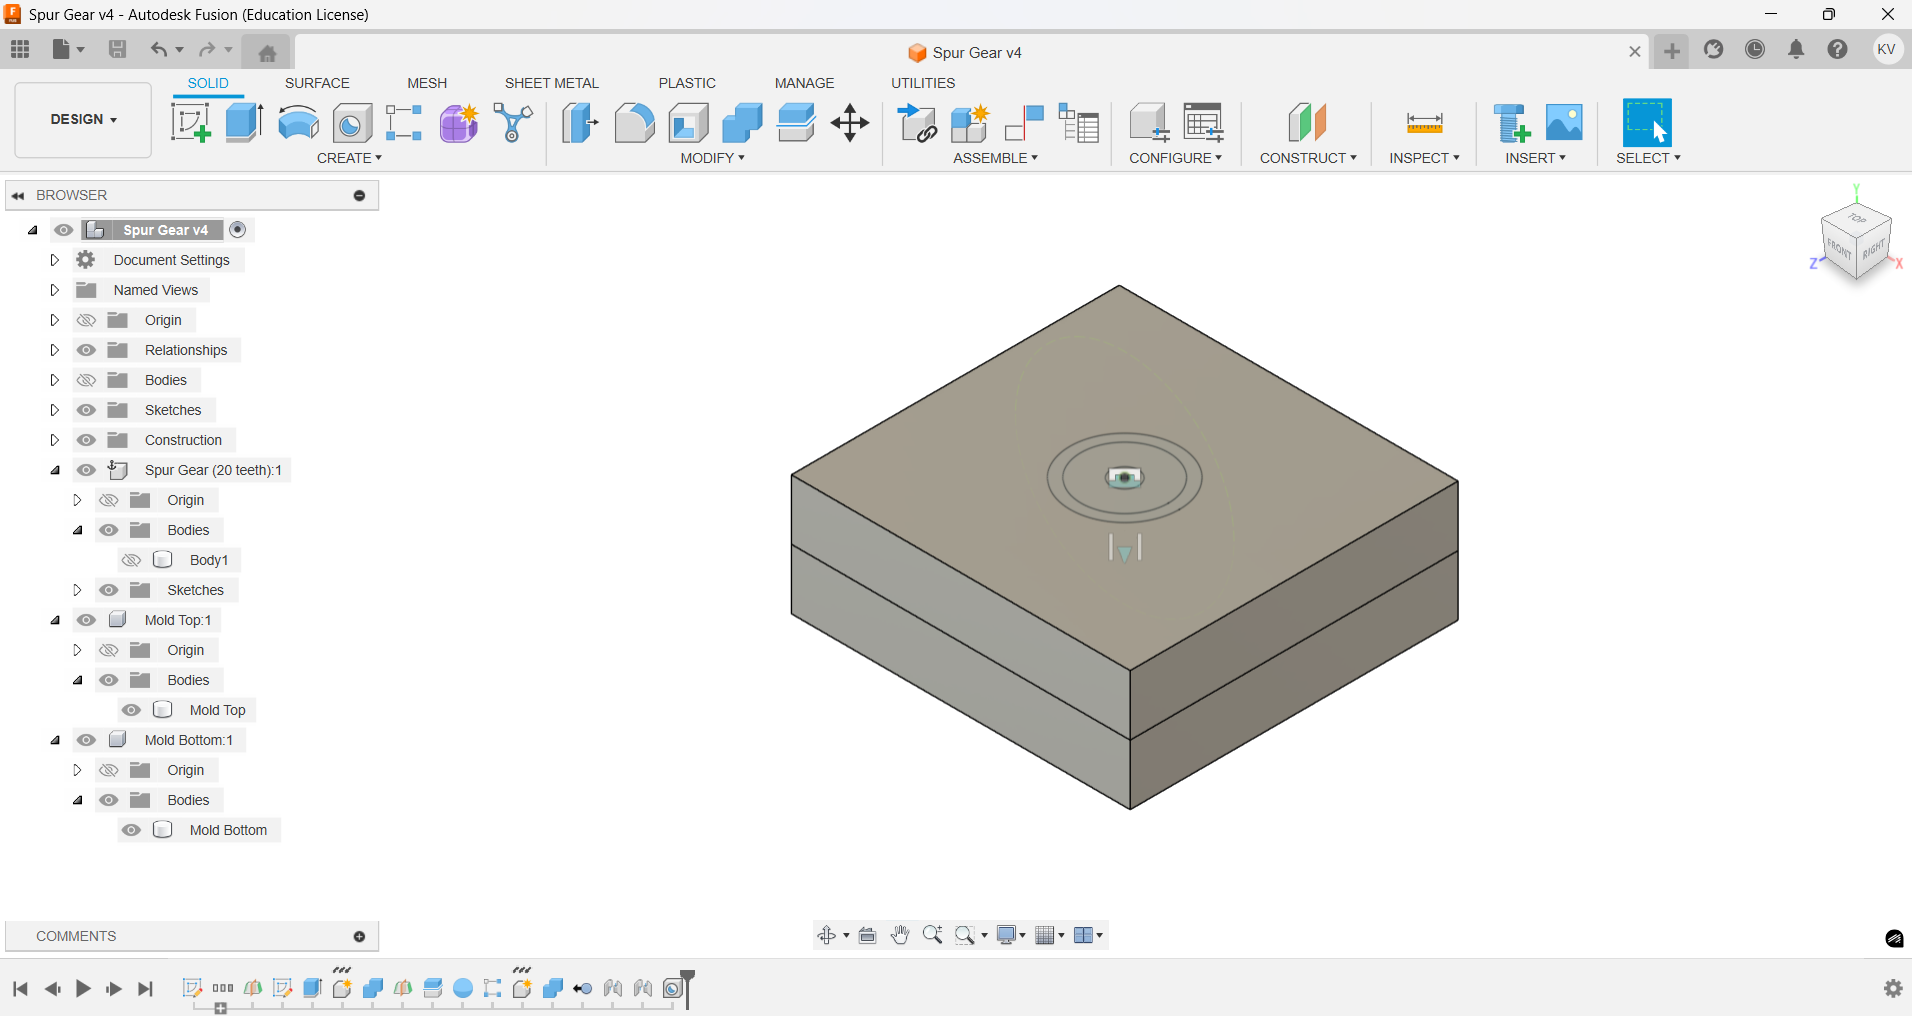 Spur Gear v4 - Autodesk Fusion (Education License)
Spur Gear v4
KV
SOLID SURFACE MESH SHEET METAL PLASTIC MANAGE UTILITIES
DESIGN
CREATE MODIFY ASSEMBLE CONFIGURE CONSTRUCT INSPECT INSERT SELECT
BROWSER
Spur Gear v4
Document Settings
Named Views
Origin
Relationships
Bodies
Sketches
Construction
Spur Gear (20 teeth):1
Origin
Bodies
Body1
Sketches
Mold Top:1
Origin
Bodies
Mold Top
Mold Bottom:1
Origin
Bodies
Mold Bottom
Y
TOP
FRONT RIGHT
Z X
COMMENTS